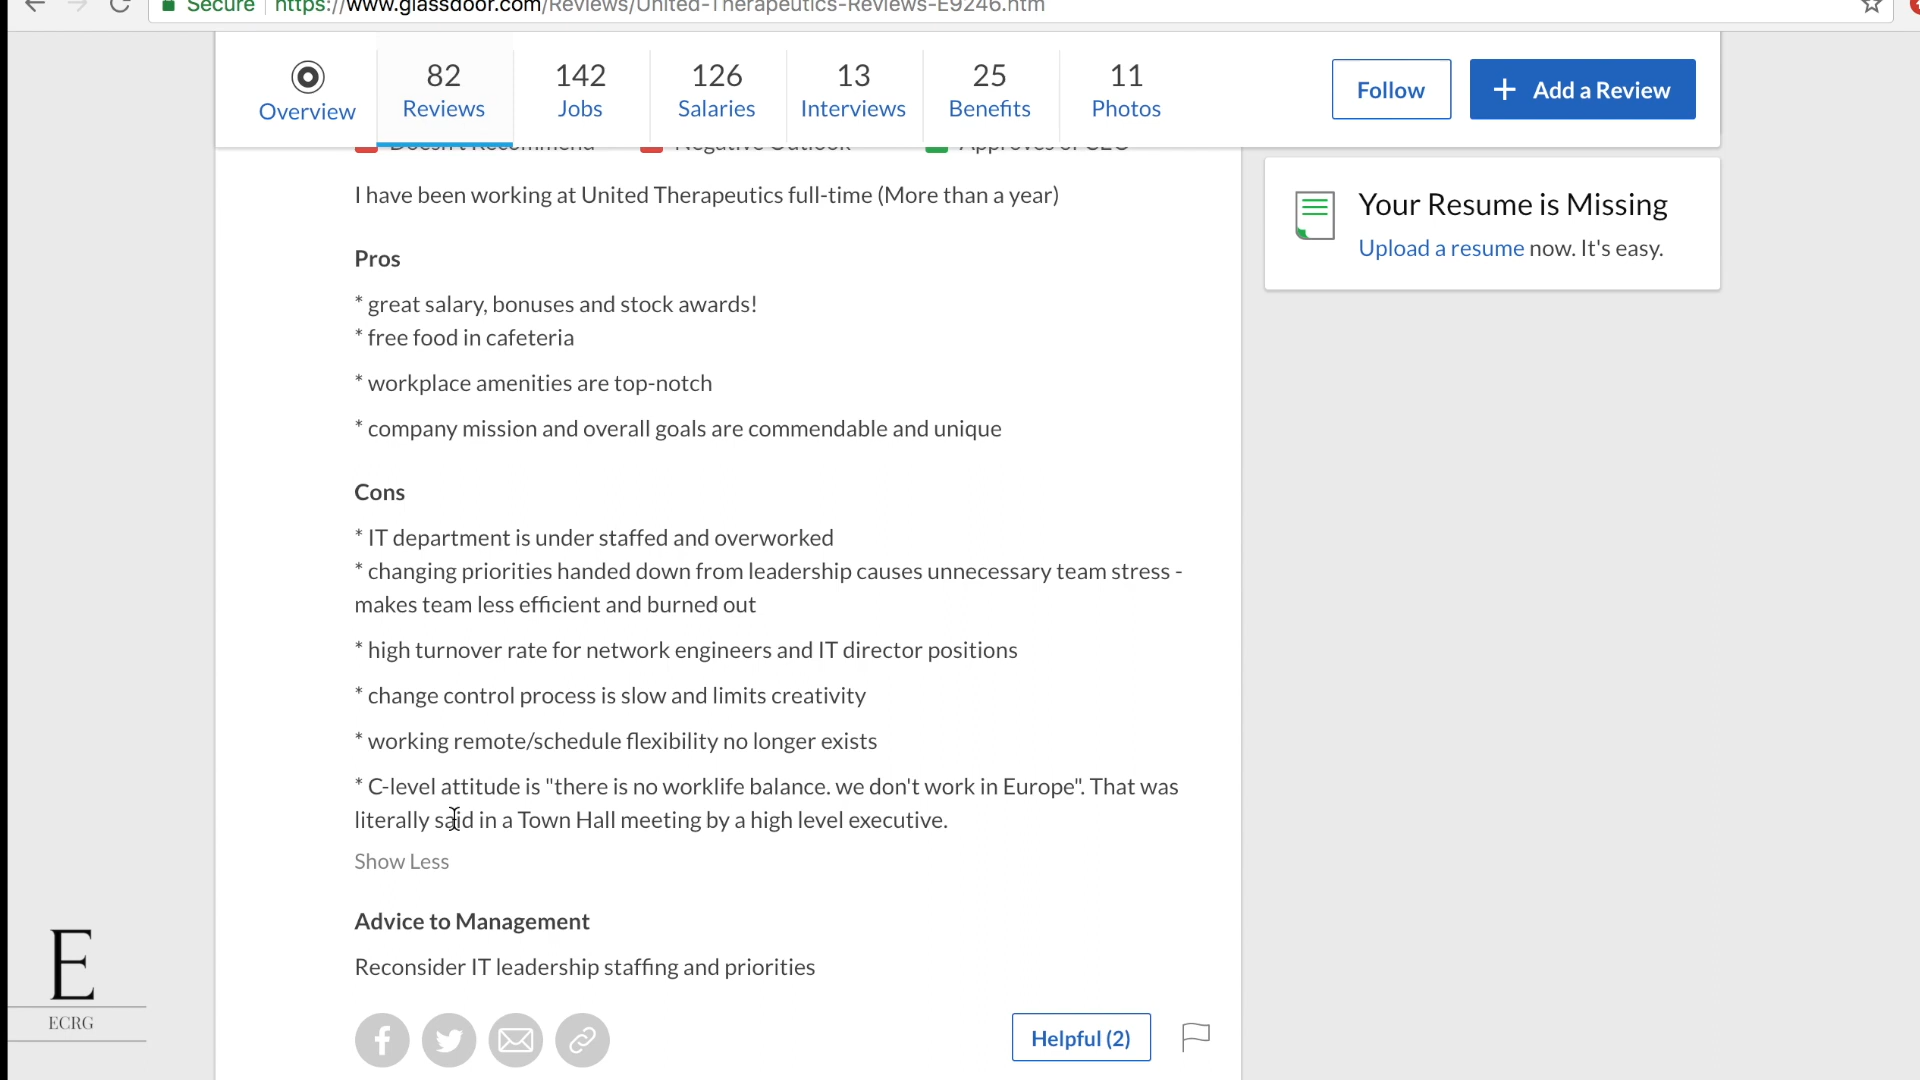 Secure https://www.glassdoor.com/Reviews/United-Therapeutics-Reviews-E9246.htm
82 142 126 13 25 11
Overview Reviews Jobs Salaries Interviews Benefits Photos
Follow + Add a Review
Doesn't Recommend Negative Outlook Approves of CEO
I have been working at United Therapeutics full-time (More than a year)
Your Resume is Missing
Upload a resume now. It's easy.
Pros
* great salary, bonuses and stock awards!
* free food in cafeteria
* workplace amenities are top-notch
* company mission and overall goals are commendable and unique
Cons
* IT department is under staffed and overworked
* changing priorities handed down from leadership causes unnecessary team stress -
makes team less efficient and burned out
* high turnover rate for network engineers and IT director positions
* change control process is slow and limits creativity
* working remote/schedule flexibility no longer exists
* C-level attitude is "there is no worklife balance. we don't work in Europe". That was
literally said in a Town Hall meeting by a high level executive.
Show Less
Advice to Management
Reconsider IT leadership staffing and priorities
Helpful (2)
E
ECRG